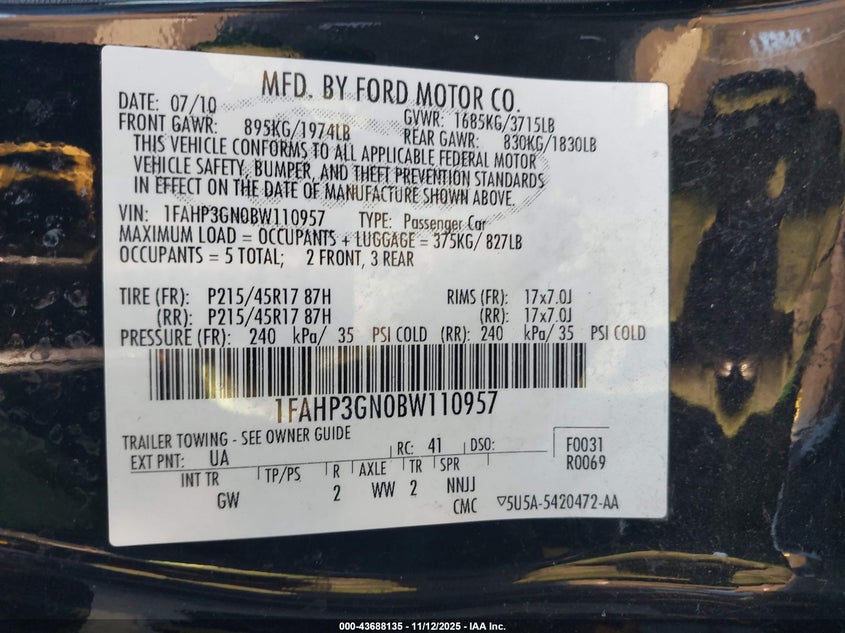 MFD. BY FORD MOTOR CO.
DATE: 07/10 GVWR: 1685KG/3715LB
FRONT GAWR: 895KG/1974LB REAR GAWR: 830KG/1830LB
THIS VEHICLE CONFORMS TO ALL APPLICABLE FEDERAL MOTOR
VEHICLE SAFETY, BUMPER, AND THEFT PREVENTION STANDARDS
IN EFFECT ON THE DATE OF MANUFACTURE SHOWN ABOVE.
VIN: 1FAHP3GN0BW110957 TYPE: Passenger Car
MAXIMUM LOAD = OCCUPANTS + LUGGAGE = 375KG/ 827LB
OCCUPANTS = 5 TOTAL; 2 FRONT, 3 REAR
TIRE (FR): P215/45R17 87H RIMS (FR): 17x7.0J
(RR): P215/45R17 87H (RR): 17x7.0J
PRESSURE (FR): 240 kPa/ 35 PSI COLD (RR): 240 kPa/ 35 PSI COLD
1FAHP3GN0BW110957
TRAILER TOWING - SEE OWNER GUIDE
EXT PNT: UA RC: 41 DSO: F0031
R0069
INT TR TP/PS R AXLE TR SPR
GW 2 WW 2 NNJJ
CMC ▽5U5A-5420472-AA
000-43688135 - 11/12/2025 - IAA Inc.